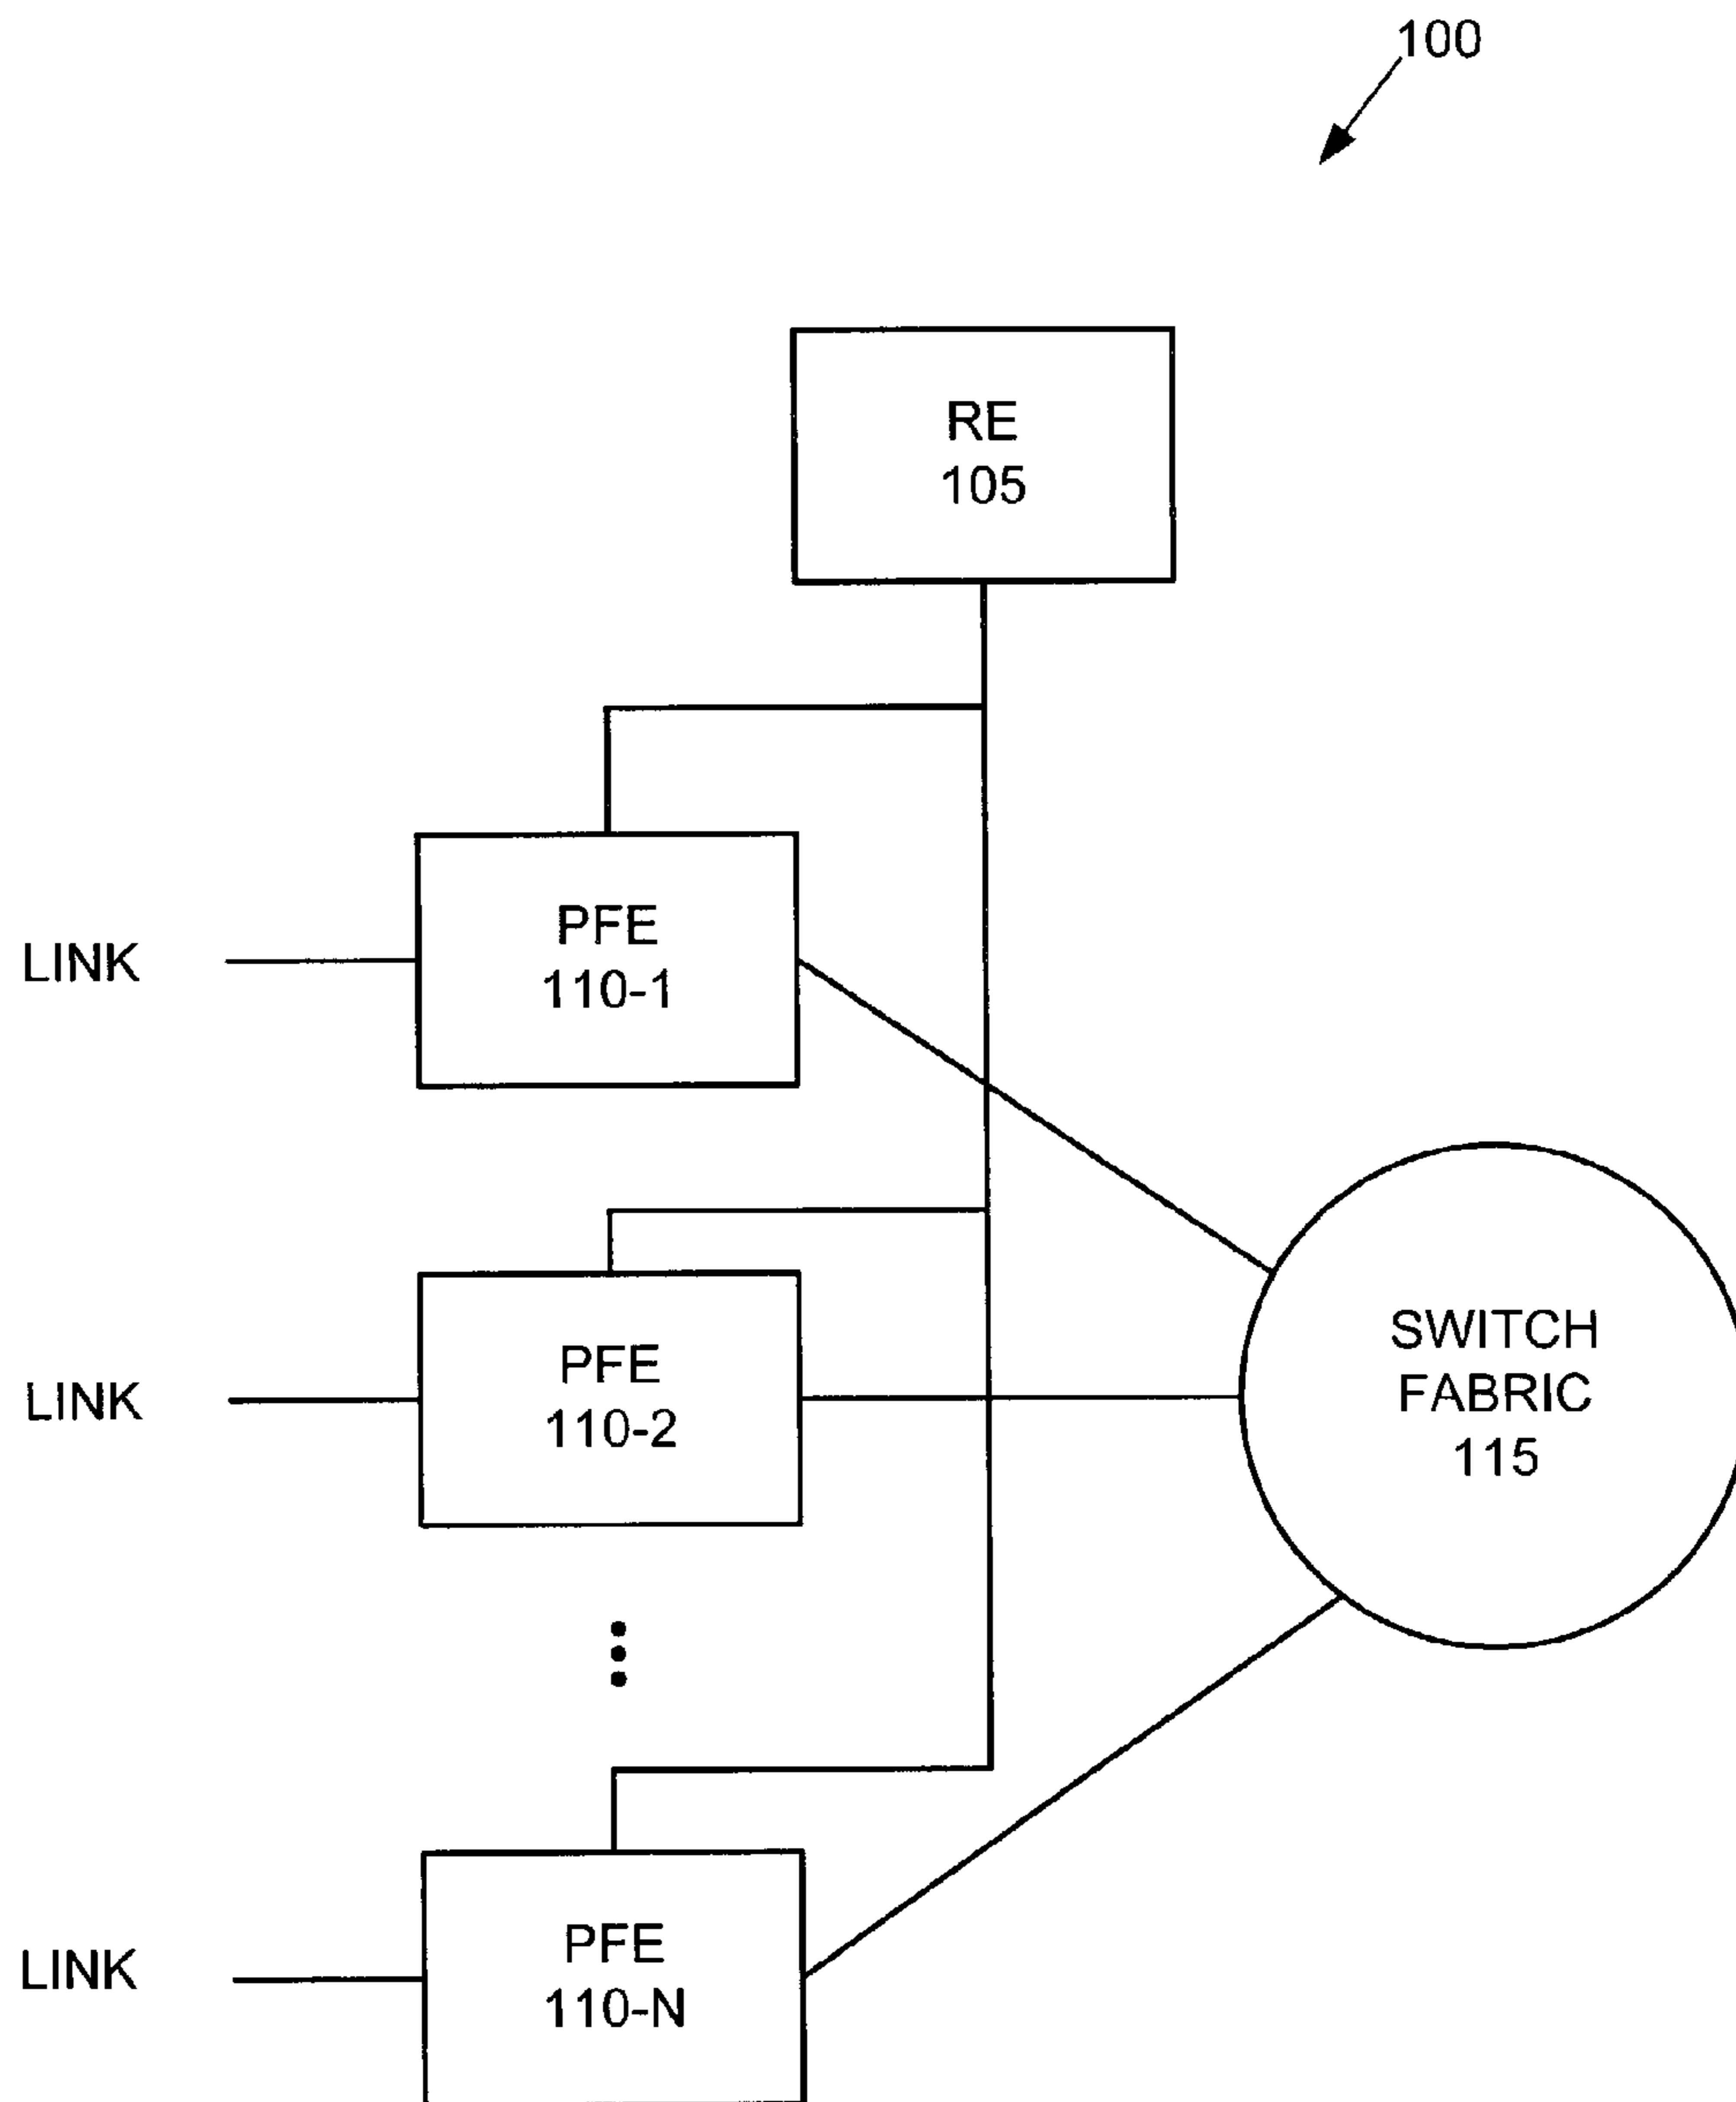 100
RE
105
LINK
PFE
110-1
LINK
PFE
110-2
SWITCH
FABRIC
115
LINK
PFE
110-N